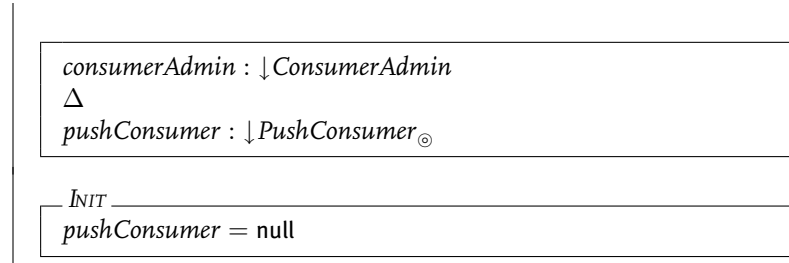 consumerAdmin : ↓ConsumerAdmin
Δ
pushConsumer : ↓PushConsumer◎
INIT
pushConsumer = null